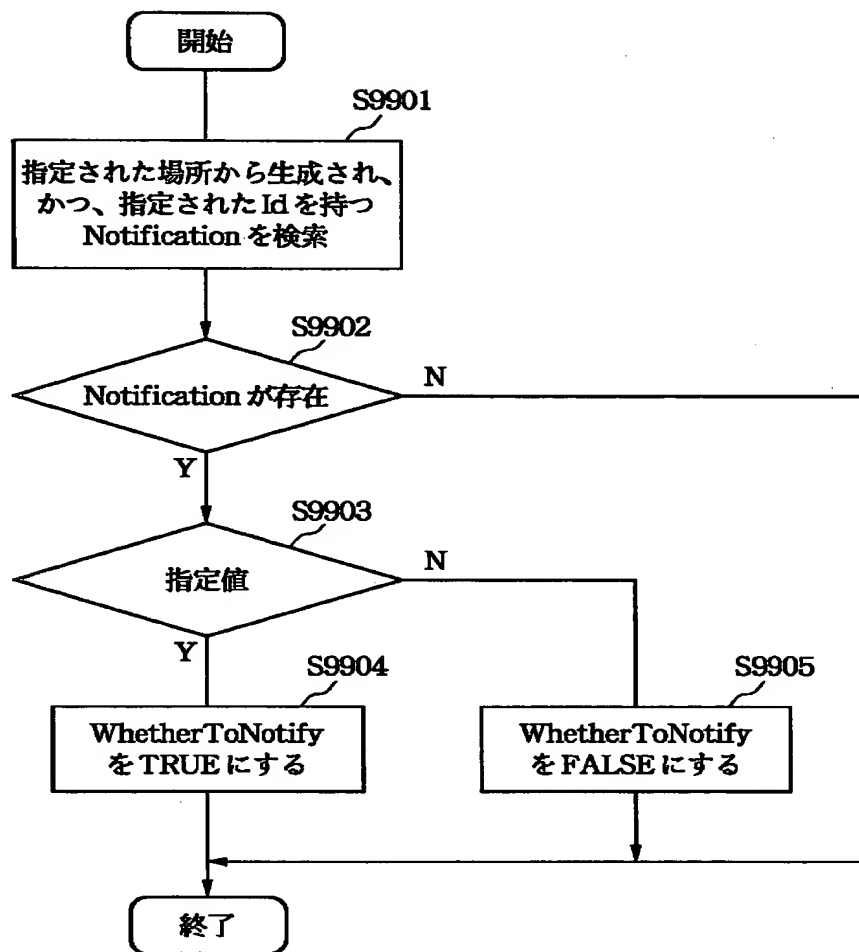 開始
S9901
指定された場所から生成され、
かつ、指定されたIdを持つ
Notificationを検索
S9902
Notificationが存在
N
Y
S9903
指定値
N
Y
S9904
WhetherToNotify
をTRUEにする
S9905
WhetherToNotify
をFALSEにする
終了